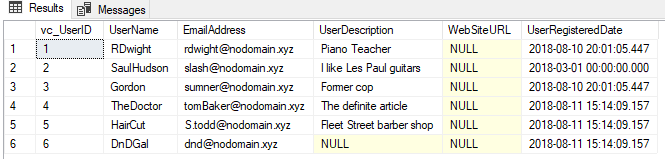 Results Messages
vc_UserID UserName EmailAddress UserDescription WebSiteURL UserRegisteredDate
1 1 RDwight rdwight@nodomain.xyz Piano Teacher NULL 2018-08-10 20:01:05.447
2 2 SaulHudson slash@nodomain.xyz I like Les Paul guitars NULL 2018-03-01 00:00:00.000
3 3 Gordon sumner@nodomain.xyz Former cop NULL 2018-08-10 20:01:05.447
4 4 TheDoctor tomBaker@nodomain.xyz The definite article NULL 2018-08-11 15:14:09.157
5 5 HairCut S.todd@nodomain.xyz Fleet Street barber shop NULL 2018-08-11 15:14:09.157
6 6 DnDGal dnd@nodomain.xyz NULL NULL 2018-08-11 15:14:09.157